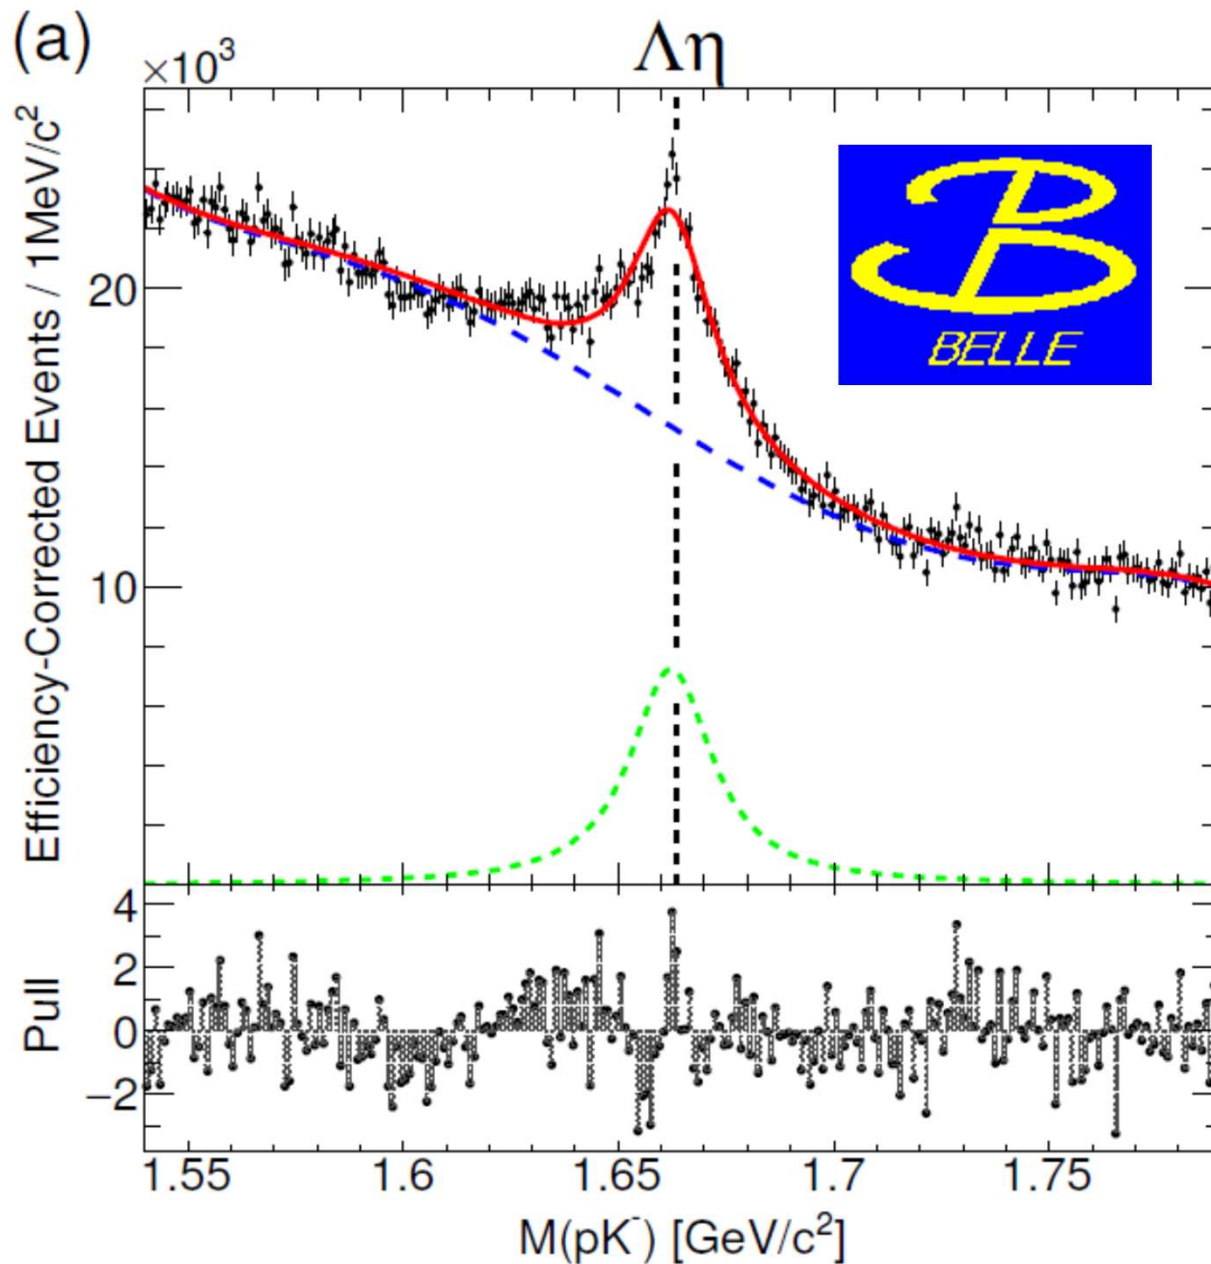 (a)
×10³
Λη
Efficiency-Corrected Events / 1MeV/c²
20
10
BELLE
Pull
4
2
0
−2
1.55 1.6 1.65 1.7 1.75
M(pK⁻) [GeV/c²]